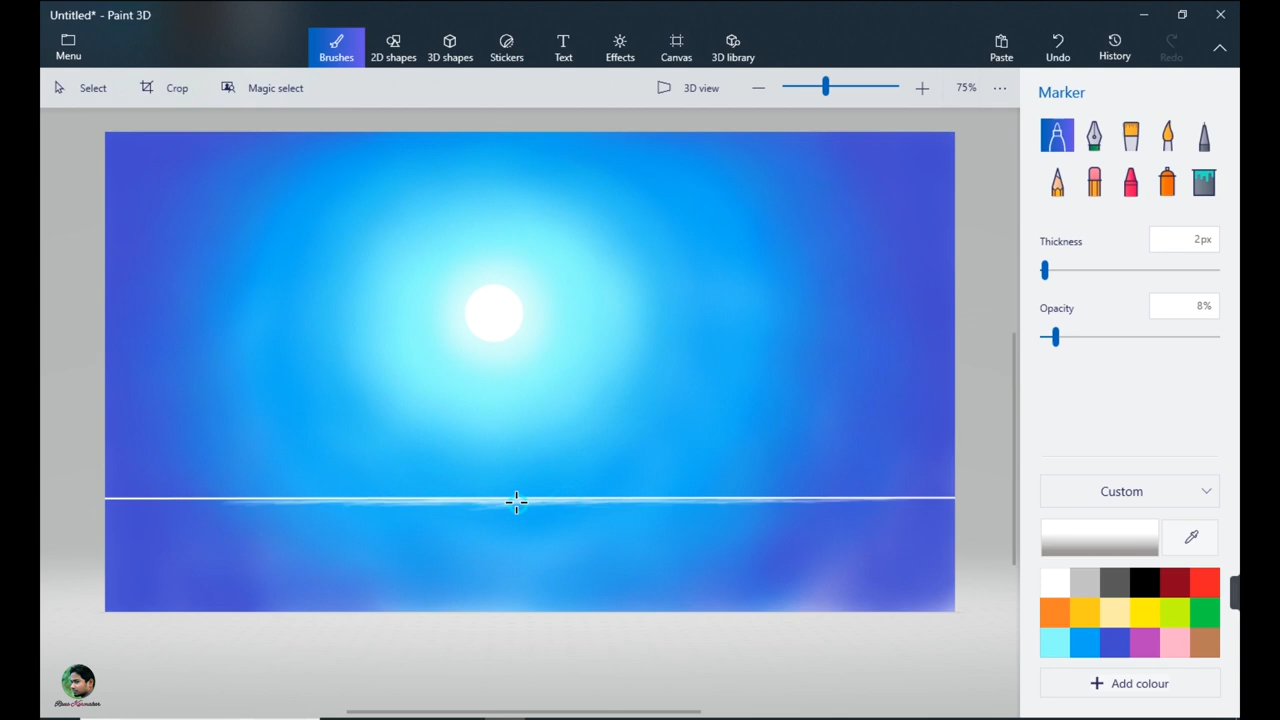 Untitled* - Paint 3D
Menu
Brushes
2D shapes
3D shapes
Stickers
Text
Effects
Canvas
3D library
Paste
Undo
History
Redo
Select
Crop
Magic select
3D view
75%
Marker
Thickness
2px
Opacity
8%
Custom
Add colour